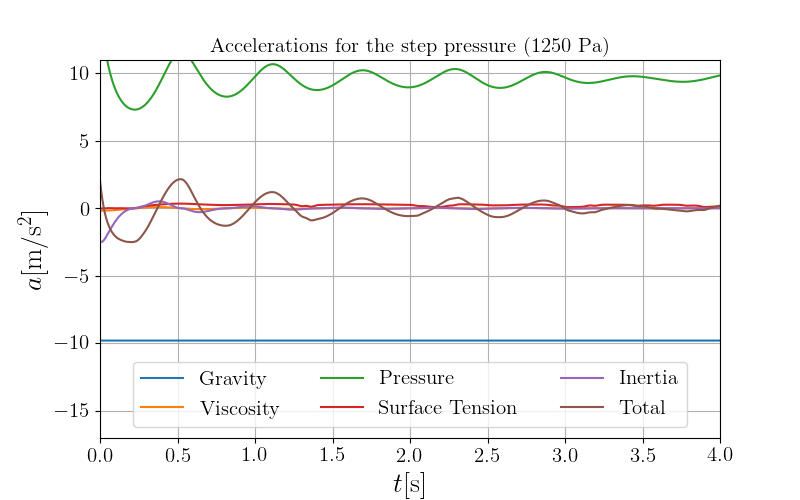 Accelerations for the step pressure (1250 Pa)
10
5
0
−5
−10
−15
a[m/s²]
Gravity
Viscosity
Pressure
Surface Tension
Inertia
Total
0.0 0.5 1.0 1.5 2.0 2.5 3.0 3.5 4.0
t[s]